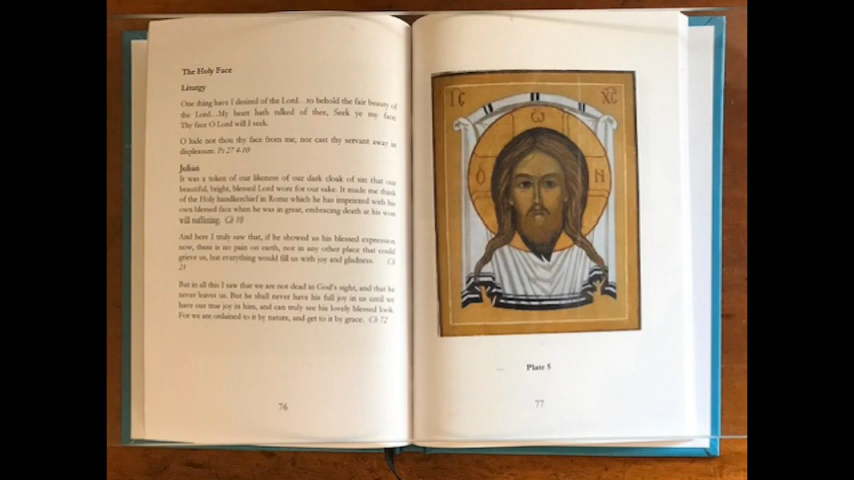 The Holy Face
Liturgy
One thing have I desired of the Lord…to behold the fair beauty of
the Lord…My heart hath talked of thee, Seek ye my face
Thy face O Lord will I seek.
O hide not thou thy face from me, nor cast thy servant away in
displeasure. Ps 27 4-10
Julian
It was a token of our likeness of our dark cloak of sin that our
beautiful, bright, blessed Lord wore for our sake. It made me think
of the Holy handkerchief in Rome which he has imprinted with his
own blessed face when he was in great, embracing death at his won
will suffering. Ch 10
And here I truly saw that, if he showed us his blessed expression
now, there is no pain on earth, nor in any other place that could
grieve us, but everything would fill us with joy and gladness. Ch
21
But in all this I saw that we are not dead in God's sight, and that he
never leaves us. But he shall never have his full joy in us until we
have our true joy in him, and can truly see his lovely blessed look
For we are ordained to it by nature, and get to it by grace. Ch 72
76
IC XC
Ѡ
Ο Ν
Plate 5
77